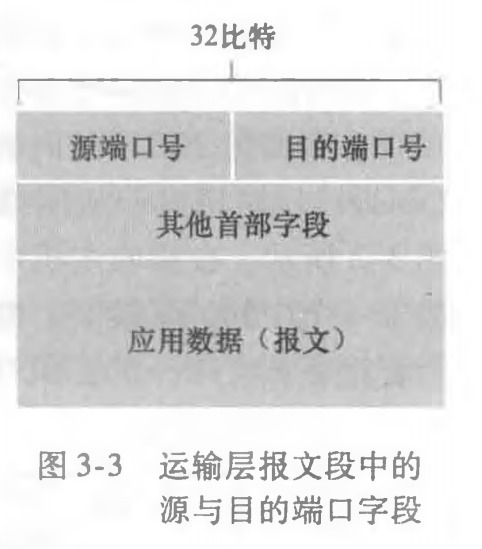 32比特
源端口号 目的端口号
其他首部字段
应用数据（报文）
图3-3 运输层报文段中的
源与目的端口字段